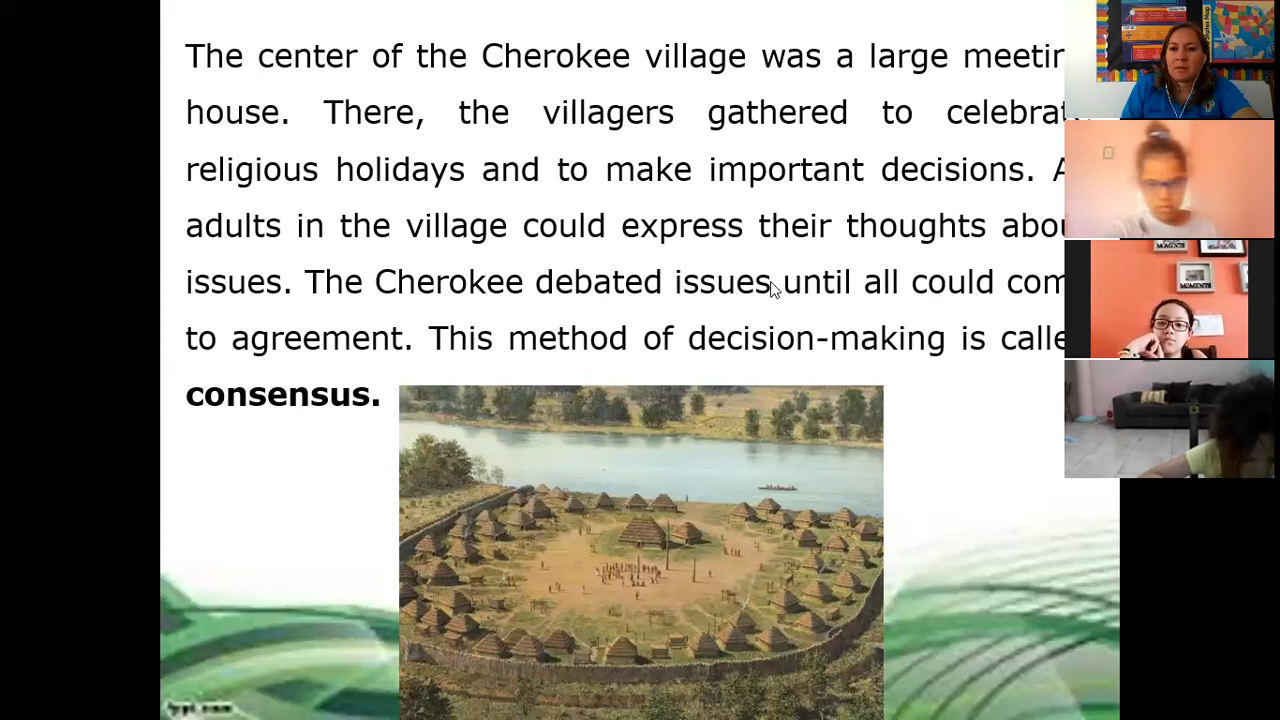 The center of the Cherokee village was a large meetin
house. There, the villagers gathered to celebrat
religious holidays and to make important decisions. A
adults in the village could express their thoughts abou
issues. The Cherokee debated issues until all could com
to agreement. This method of decision-making is calle
consensus.
MOMENTS